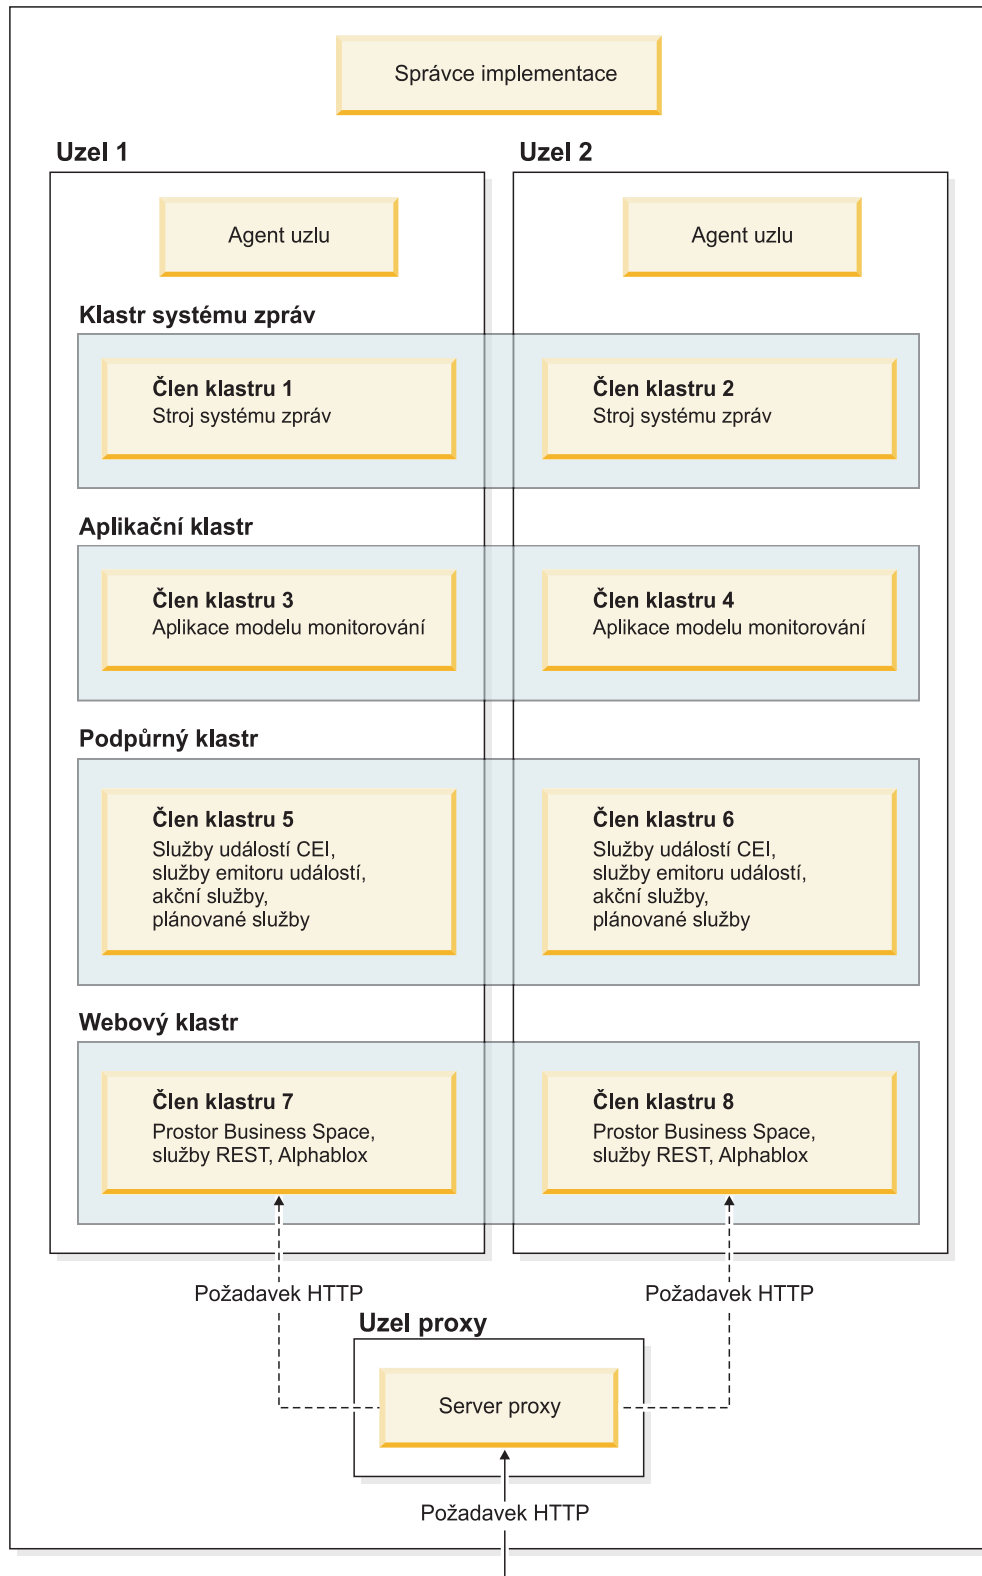 Správce implementace
Uzel 1
Uzel 2
Agent uzlu
Agent uzlu
Klastr systému zpráv
Člen klastru 1
Stroj systému zpráv
Člen klastru 2
Stroj systému zpráv
Aplikační klastr
Člen klastru 3
Aplikace modelu monitorování
Člen klastru 4
Aplikace modelu monitorování
Podpůrný klastr
Člen klastru 5
Služby událostí CEI,
služby emitoru událostí,
akční služby,
plánované služby
Člen klastru 6
Služby událostí CEI,
služby emitoru událostí,
akční služby,
plánované služby
Webový klastr
Člen klastru 7
Prostor Business Space,
služby REST, Alphablox
Člen klastru 8
Prostor Business Space,
služby REST, Alphablox
Požadavek HTTP
Požadavek HTTP
Uzel proxy
Server proxy
Požadavek HTTP